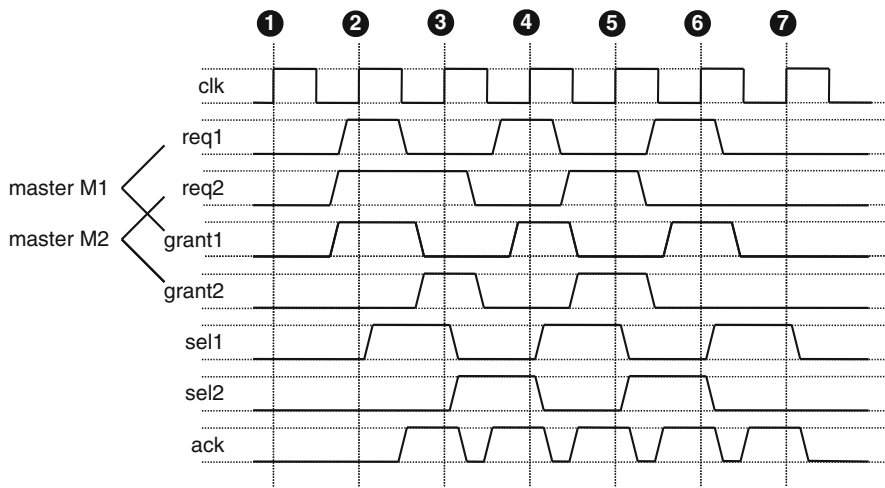 1 2 3 4 5 6 7
clk
req1
master M1
req2
master M2
grant1
grant2
sel1
sel2
ack